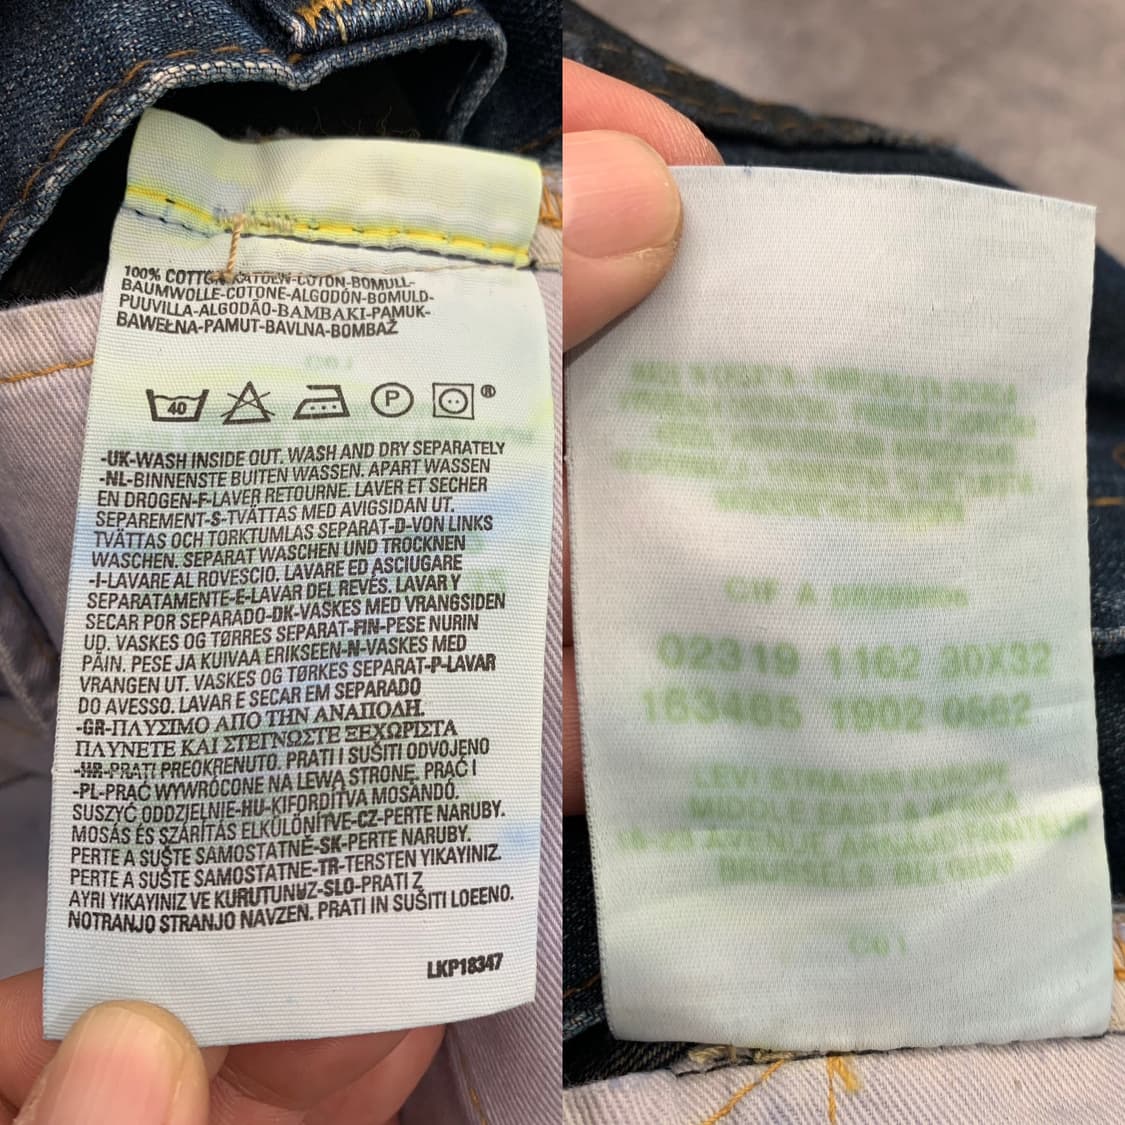 100% COTTON-KATOEN-COTON-BOMULL-
BAUMWOLLE-COTONE-ALGODÓN-BOMULD-
PUUVILLA-ALGODÃO-BAMBAKI-PAMUK-
BAWEŁNA-PAMUT-BAVLNA-BOMBAŽ
40 P ®
-UK-WASH INSIDE OUT. WASH AND DRY SEPARATELY
-NL-BINNENSTE BUITEN WASSEN. APART WASSEN
EN DROGEN-F-LAVER RETOURNE. LAVER ET SECHER
SEPAREMENT-S-TVÄTTAS MED AVIGSIDAN UT.
TVÄTTAS OCH TORKTUMLAS SEPARAT-D-VON LINKS
WASCHEN. SEPARAT WASCHEN UND TROCKNEN
-I-LAVARE AL ROVESCIO. LAVARE ED ASCIUGARE
SEPARATAMENTE-E-LAVAR DEL REVÉS. LAVAR Y
SECAR POR SEPARADO-DK-VASKES MED VRANGSIDEN
UD. VASKES OG TØRRES SEPARAT-FIN-PESE NURIN
PÄIN. PESE JA KUIVAA ERIKSEEN-N-VASKES MED
VRANGEN UT. VASKES OG TØRKES SEPARAT-P-LAVAR
DO AVESSO. LAVAR E SECAR EM SEPARADO
-GR-ΠΛΥΣΙΜΟ ΑΠΟ ΤΗΝ ΑΝΑΠΟΔΗ.
ΠΛΥΝΕΤΕ ΚΑΙ ΣΤΕΓΝΩΣΤΕ ΞΕΧΩΡΙΣΤΑ
-HR-PRATI PREOKRENUTO. PRATI I SUŠITI ODVOJENO
-PL-PRAĆ WYWRÓCONE NA LEWĄ STRONĘ. PRAĆ I
SUSZYĆ ODDZJELNIE-HU-KIFORDÍTVA MOSANDÓ.
MOSÁS ÉS SZÁRÍTÁS ELKÜLÖNÍTVE-CZ-PERTE NARUBY.
PERTE A SUŠTE SAMOSTATNĚ-SK-PERTE NARUBY.
PERTE A SUŠTE SAMOSTATNE-TR-TERSTEN YIKAYINIZ.
AYRI YIKAYINIZ VE KURUTUNUZ-SLO-PRATI Z
NOTRANJO STRANJO NAVZEN. PRATI IN SUŠITI LOEENO.
LKP18347
CIF A
02319 1162 30X32
163465 1002 0562
LEVI STRAUSS EUROPE
MIDDLE EAST & AFRICA
AVENUE ARNAUD FRAITEUR
BRUSSELS BELGIUM